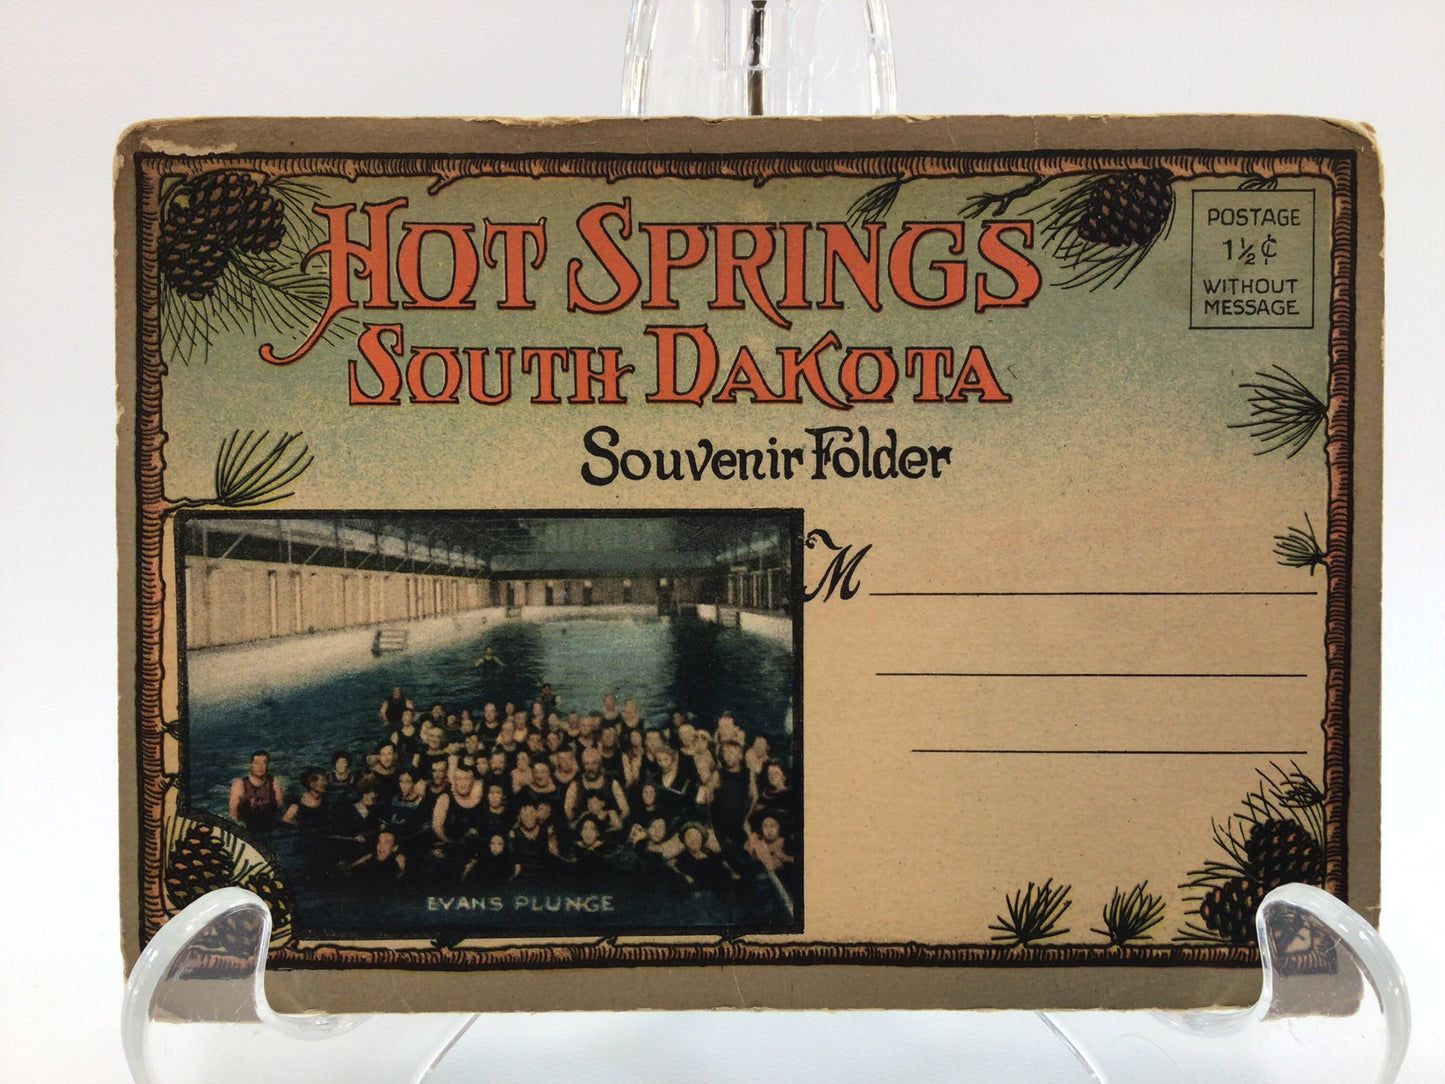 HOT SPRINGS
SOUTH DAKOTA
Souvenir Folder
POSTAGE
1½¢
WITHOUT
MESSAGE
M
EVANS PLUNGE